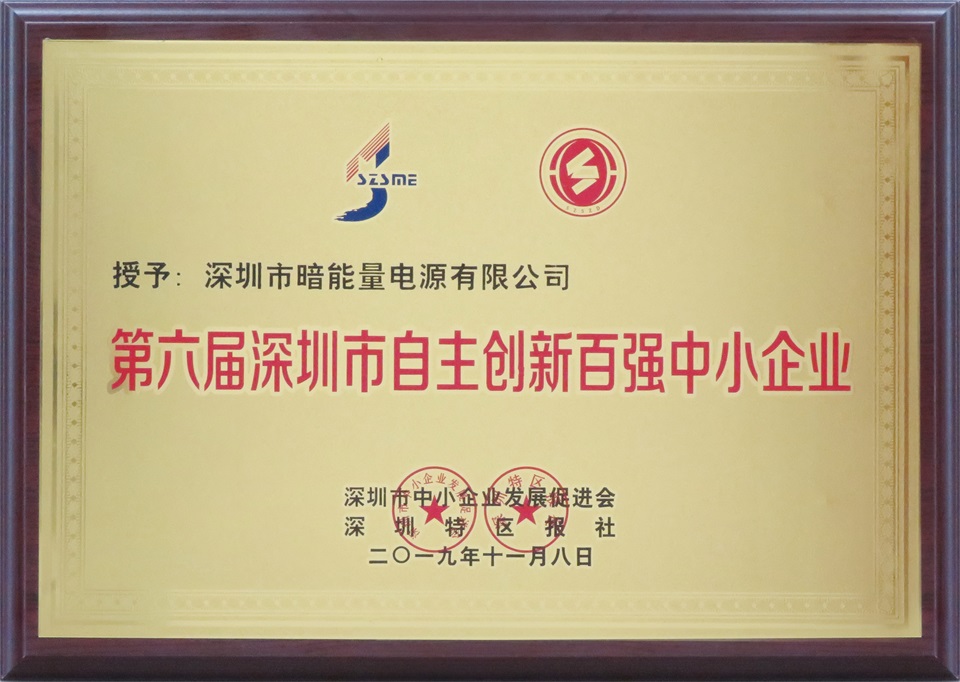 SZSME
授予：深圳市暗能量电源有限公司
第六届深圳市自主创新百强中小企业
深圳市中小企业发展促进会
深圳特区报社
二〇一九年十一月八日